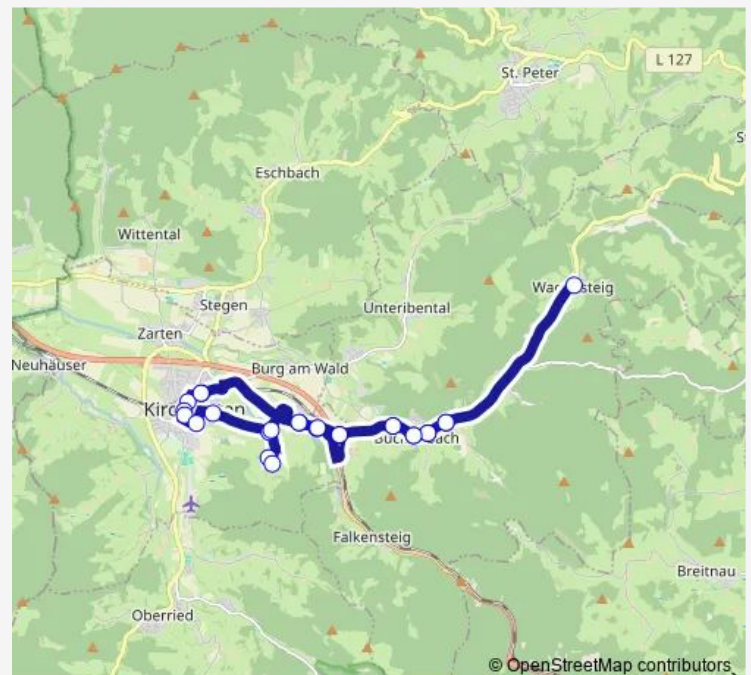 St. Peter
L 127
Eschbach
Wittental
Stegen
Unteribental
Zarten
Neuhäuser
Burg am Wald
Falkensteig
Breitnau
Oberried
© OpenStreetMap contributors